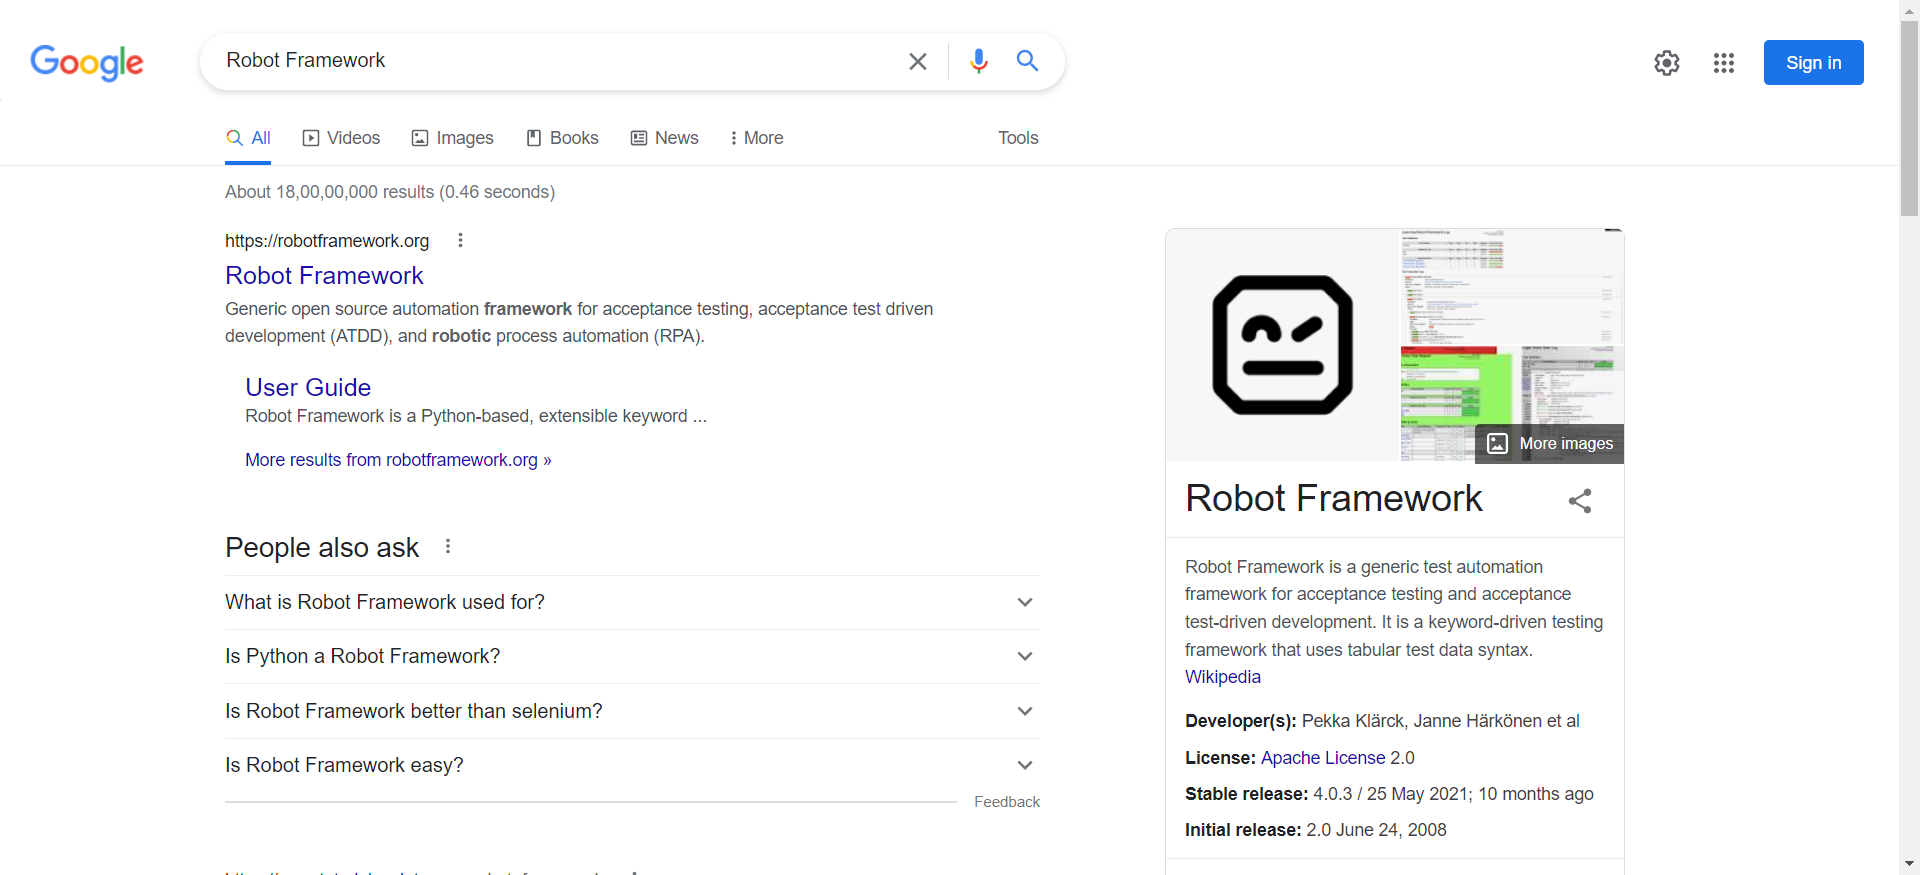 Google
Robot Framework
Sign in
All
Videos
Images
Books
News
More
Tools
About 18,00,00,000 results (0.46 seconds)
https://robotframework.org
Robot Framework
Generic open source automation framework for acceptance testing, acceptance test driven
development (ATDD), and robotic process automation (RPA).
User Guide
Robot Framework is a Python-based, extensible keyword ...
More results from robotframework.org »
People also ask
What is Robot Framework used for?
Is Python a Robot Framework?
Is Robot Framework better than selenium?
Is Robot Framework easy?
Feedback
More images
Robot Framework
Robot Framework is a generic test automation
framework for acceptance testing and acceptance
test-driven development. It is a keyword-driven testing
framework that uses tabular test data syntax.
Wikipedia
Developer(s): Pekka Klärck, Janne Härkönen et al
License: Apache License 2.0
Stable release: 4.0.3 / 25 May 2021; 10 months ago
Initial release: 2.0 June 24, 2008